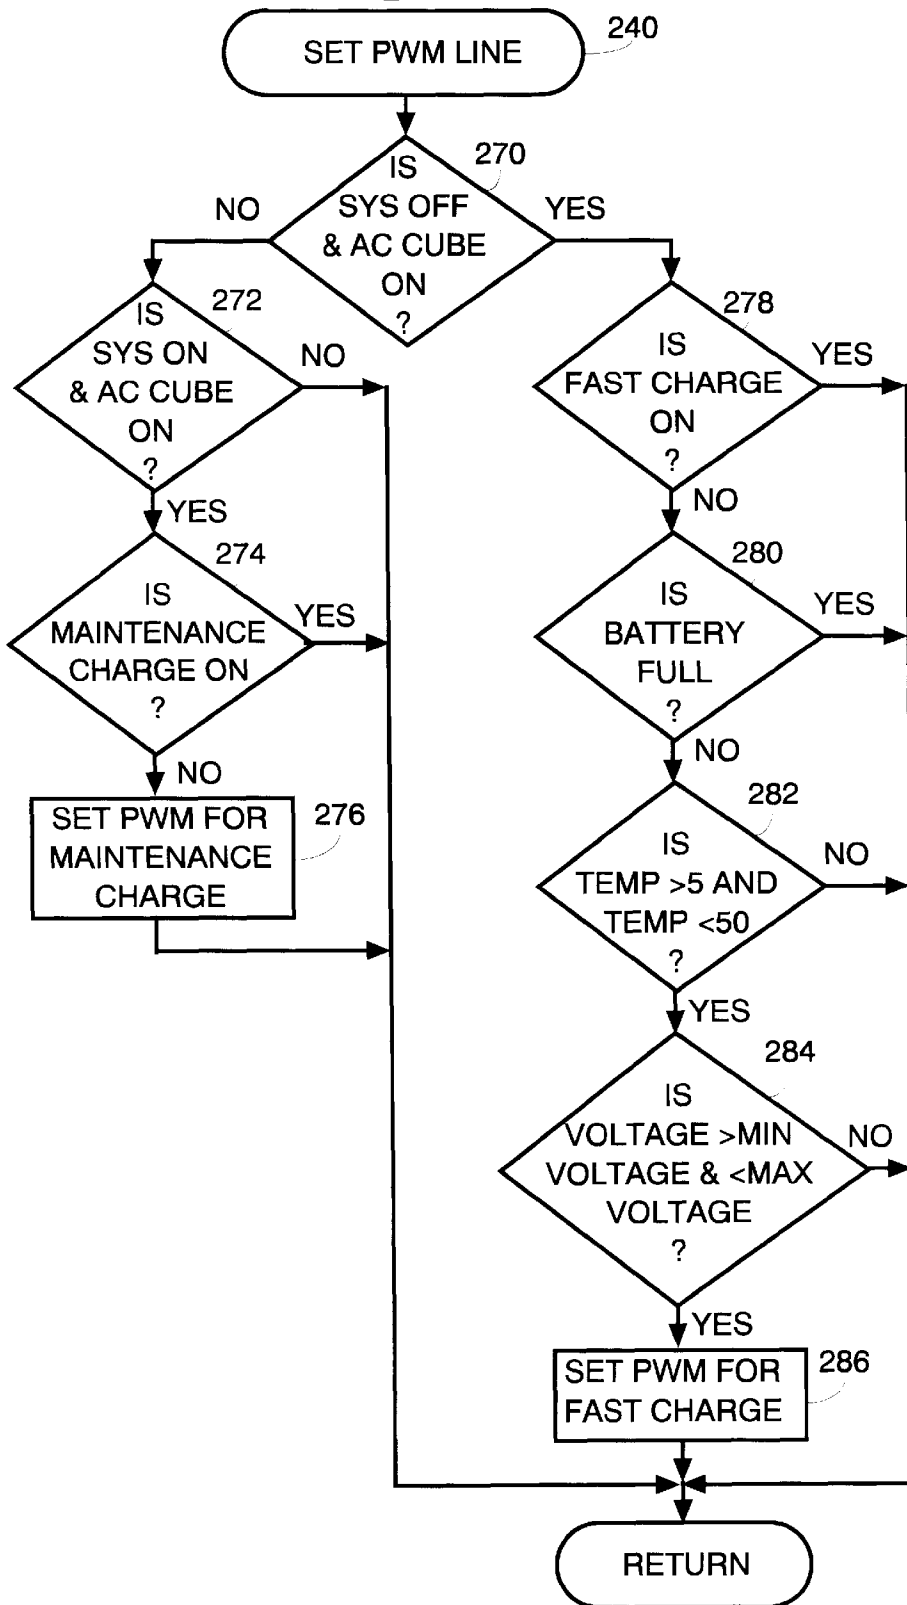 SET PWM LINE
240
270
IS
SYS OFF
& AC CUBE
ON
?
NO
YES
272
IS
SYS ON
& AC CUBE
ON
?
NO
YES
274
IS
MAINTENANCE
CHARGE ON
?
YES
NO
SET PWM FOR
MAINTENANCE
CHARGE
276
278
IS
FAST CHARGE
ON
?
YES
NO
280
IS
BATTERY
FULL
?
YES
NO
282
IS
TEMP >5 AND
TEMP <50
?
NO
YES
284
IS
VOLTAGE >MIN
VOLTAGE & <MAX
VOLTAGE
?
NO
YES
SET PWM FOR
FAST CHARGE
286
RETURN